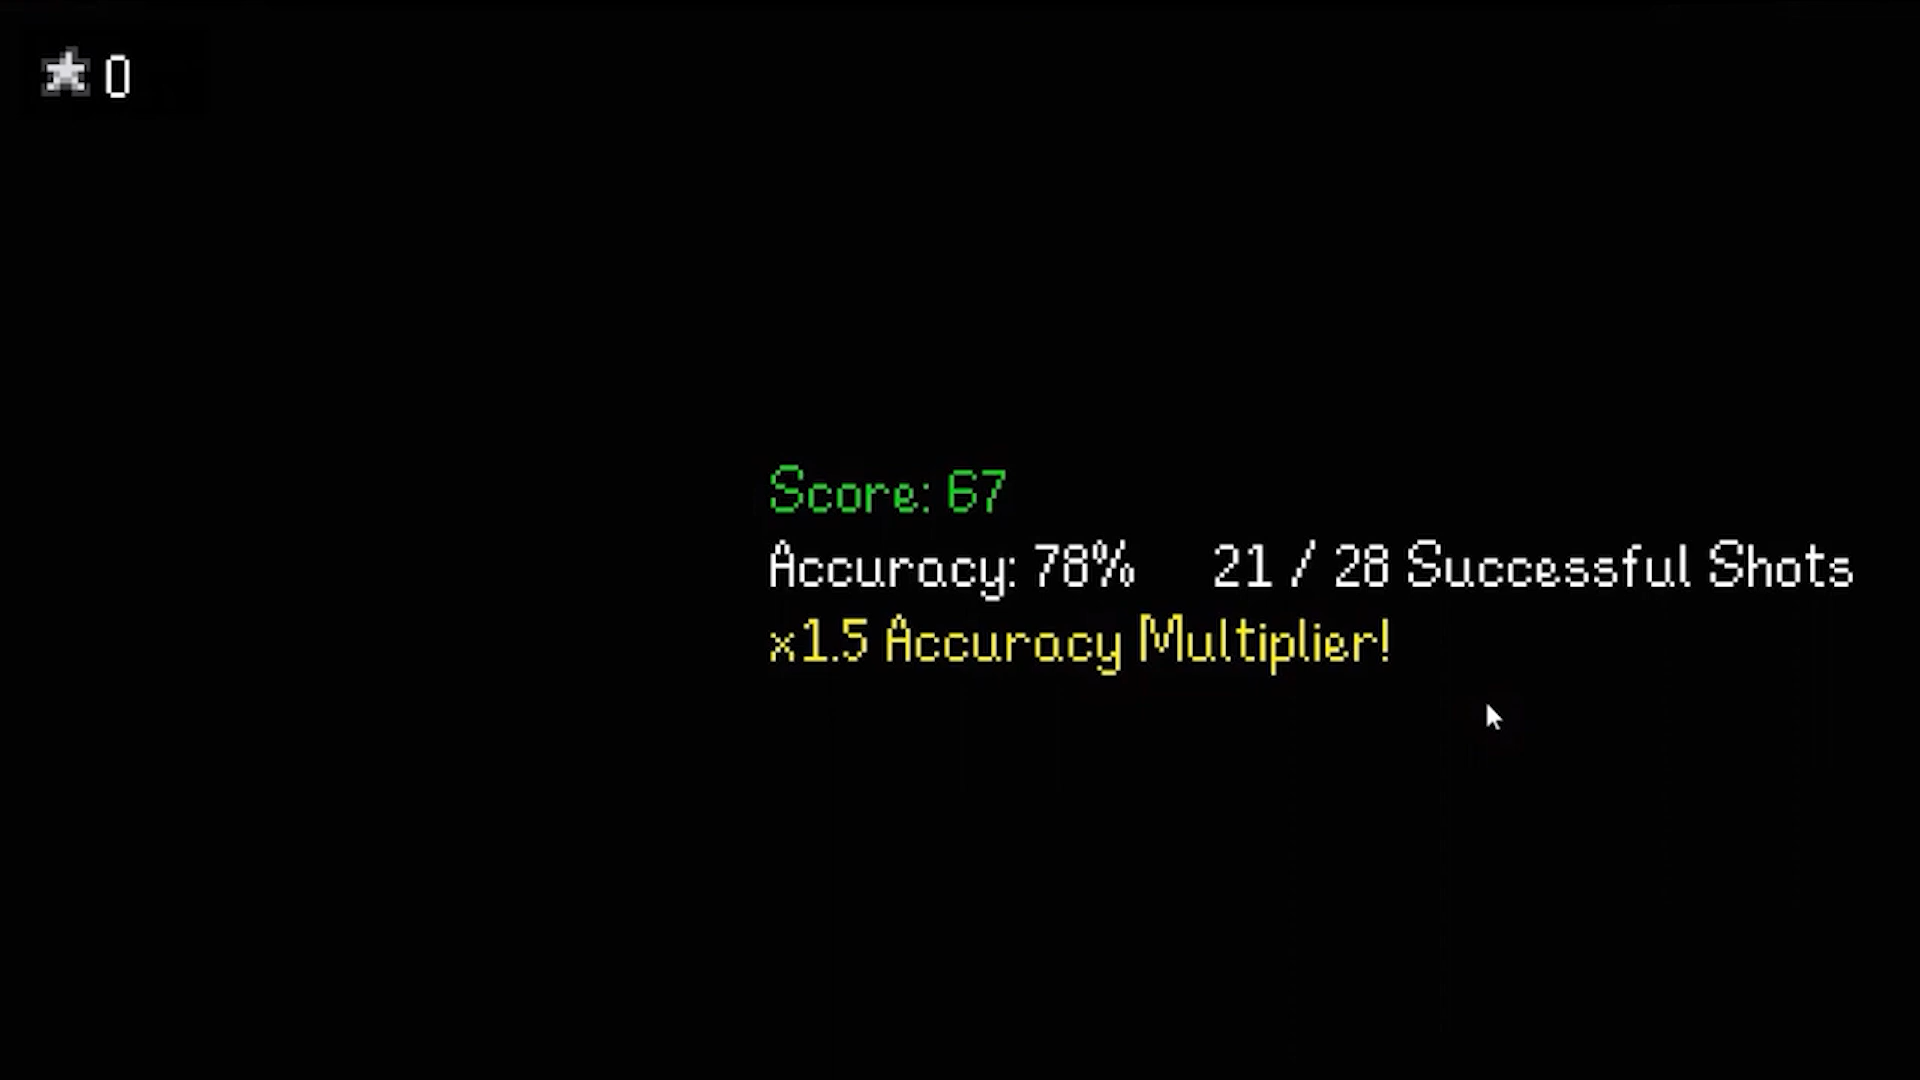 0
Score: 67
Accuracy: 78% 21 / 28 Successful Shots
x1.5 Accuracy Multiplier!